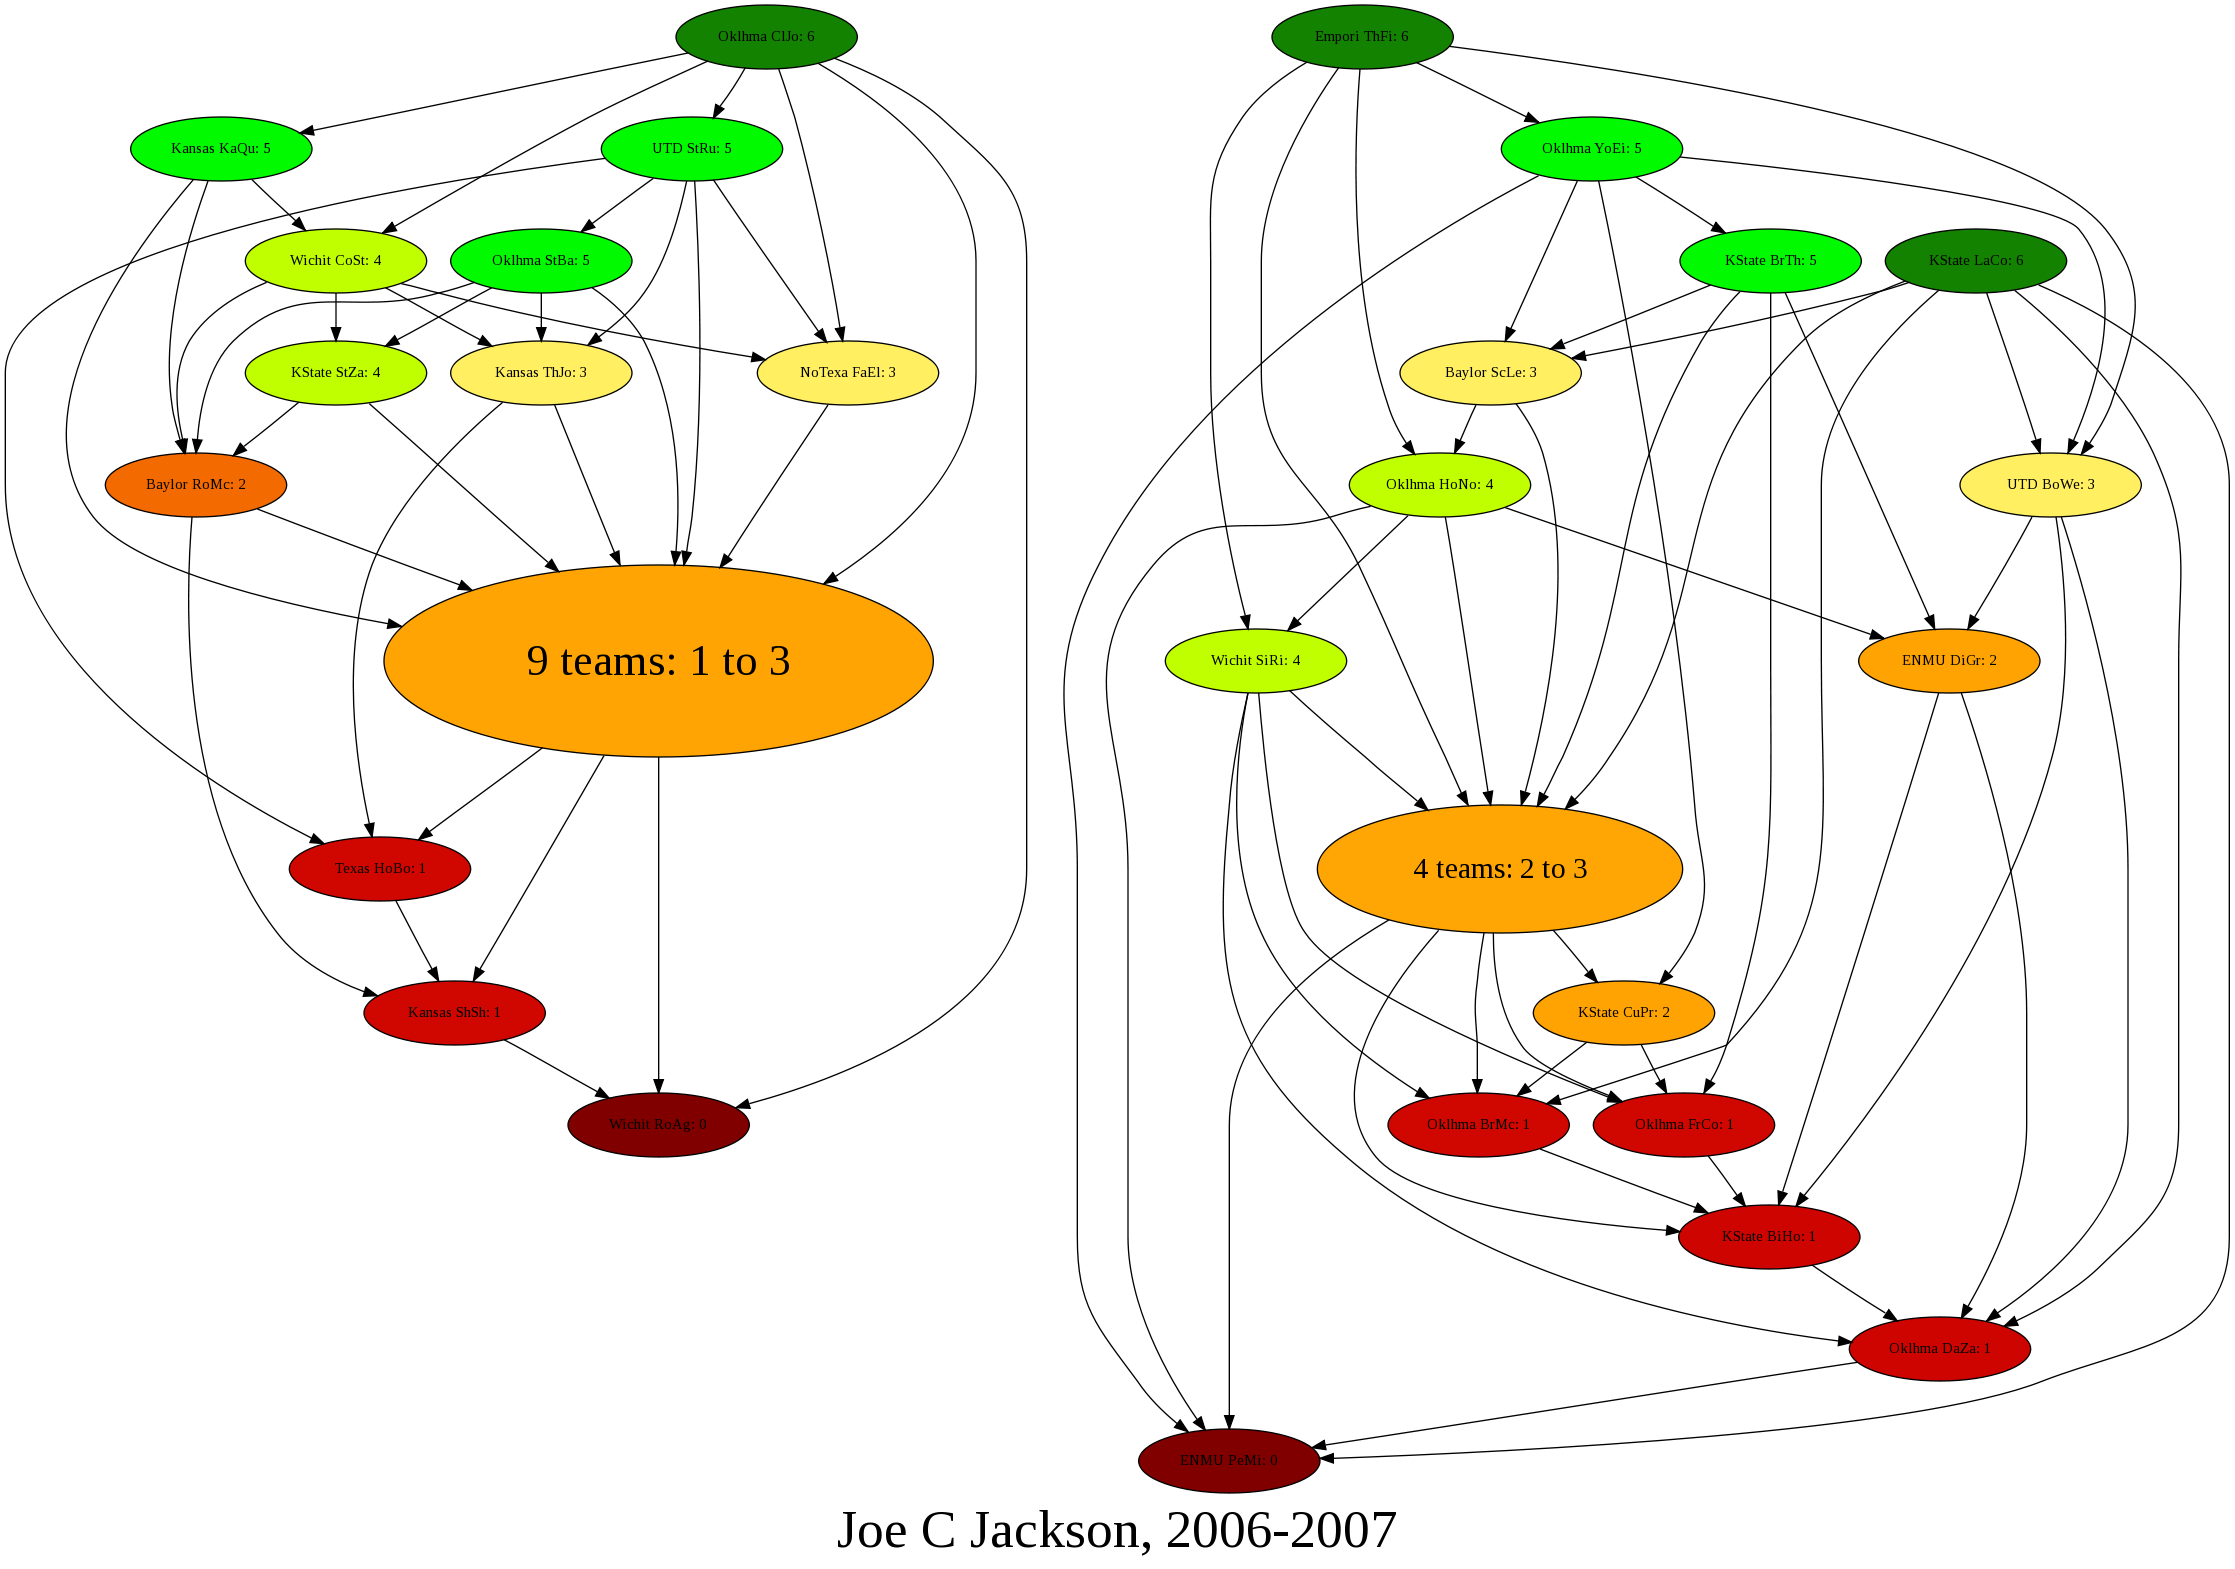 Oklhma ClJo: 6
Empori ThFi: 6
Kansas KaQu: 5
UTD StRu: 5
Oklhma YoEi: 5
Wichit CoSt: 4
Oklhma StBa: 5
KState BrTh: 5
KState LaCo: 6
KState StZa: 4
Kansas ThJo: 3
NoTexa FaEl: 3
Baylor ScLe: 3
Baylor RoMc: 2
Oklhma HoNo: 4
UTD BoWe: 3
9 teams: 1 to 3
Wichit SiRi: 4
ENMU DiGr: 2
Texas HoBo: 1
4 teams: 2 to 3
Kansas ShSh: 1
KState CuPr: 2
Wichit RoAg: 0
Oklhma BrMc: 1
Oklhma FrCo: 1
KState BiHo: 1
Oklhma DaZa: 1
ENMU PeMi: 0
Joe C Jackson, 2006-2007